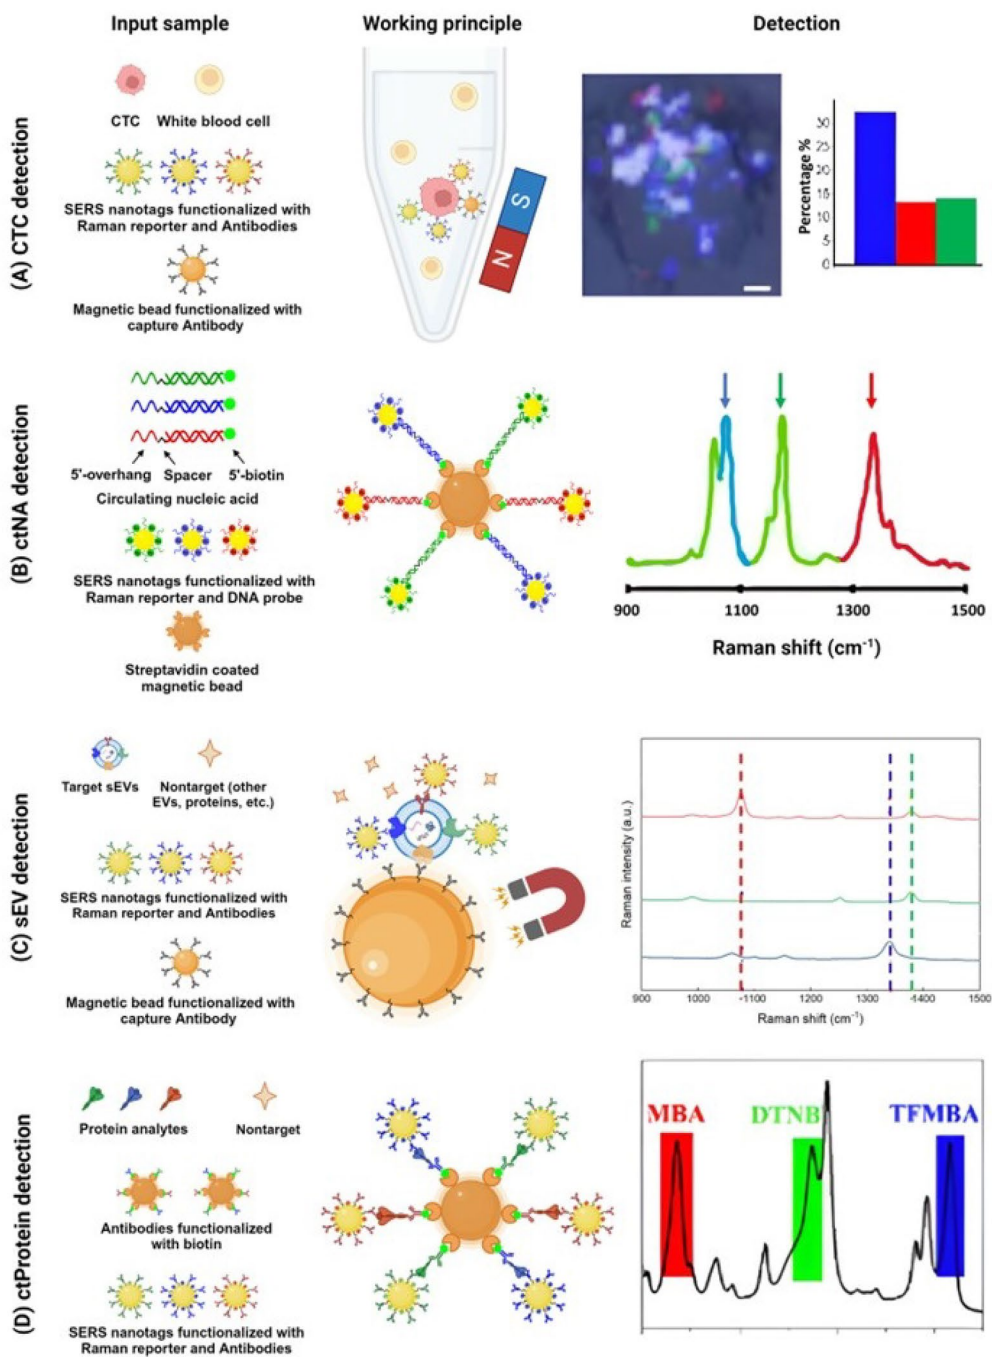 Input sample
Working principle
Detection
(A) CTC detection
CTC
White blood cell
SERS nanotags functionalized with
Raman reporter and Antibodies
Magnetic bead functionalized with
capture Antibody
S
N
Percentage %
10
5
0
(B) ctNA detection
5'-overhang
Spacer
5'-biotin
Circulating nucleic acid
SERS nanotags functionalized with
Raman reporter and DNA probe
Streptavidin coated
magnetic bead
900
1100
1300
1500
Raman shift (cm⁻¹)
(C) sEV detection
Target sEVs
Nontarget (other
EVs, proteins, etc.)
SERS nanotags functionalized with
Raman reporter and Antibodies
Magnetic bead functionalized with
capture Antibody
Raman intensity (a.u.)
900
1000
1100
1200
1300
1400
1500
Raman shift (cm⁻¹)
(D) ctProtein detection
Protein analytes
Nontarget
Antibodies functionalized
with biotin
SERS nanotags functionalized with
Raman reporter and Antibodies
MBA
DTNB
TFMBA